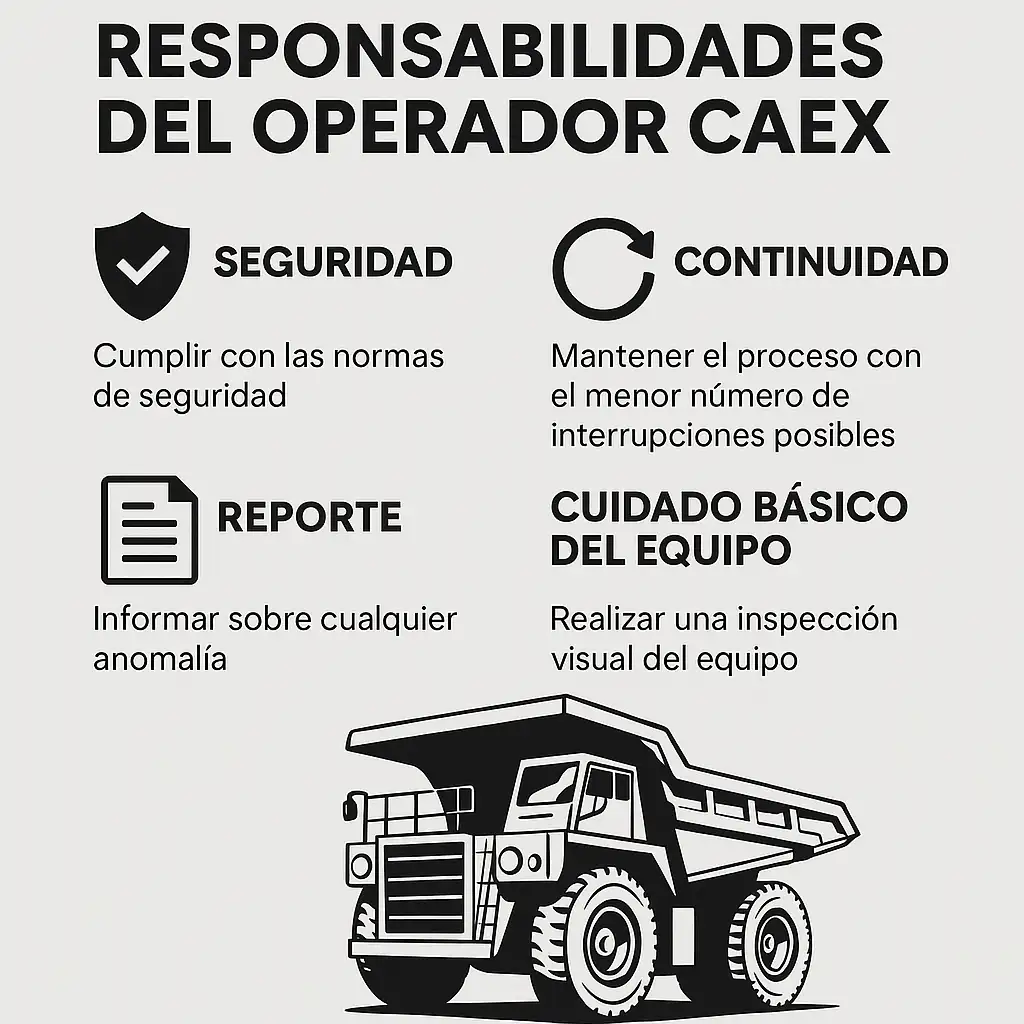 RESPONSABILIDADES
DEL OPERADOR CAEX
SEGURIDAD
Cumplir con las normas
de seguridad
CONTINUIDAD
Mantener el proceso con
el menor número de
interrupciones posibles
REPORTE
Informar sobre cualquier
anomalía
CUIDADO BÁSICO
DEL EQUIPO
Realizar una inspección
visual del equipo